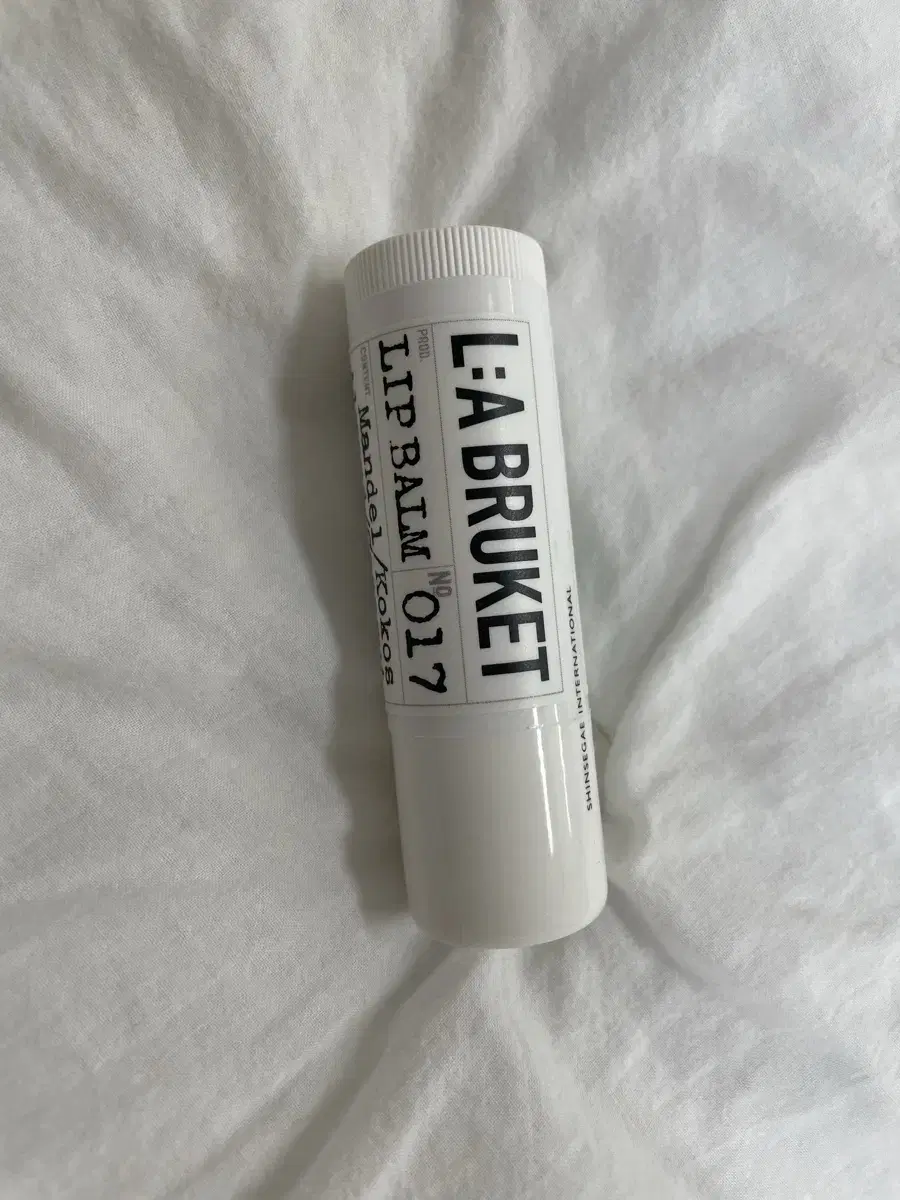 L:A BRUKET
PROD.
LIP BALM
No 017
CONTENT
Mandel/Kokos
SHINSEGAE INTERNATIONAL